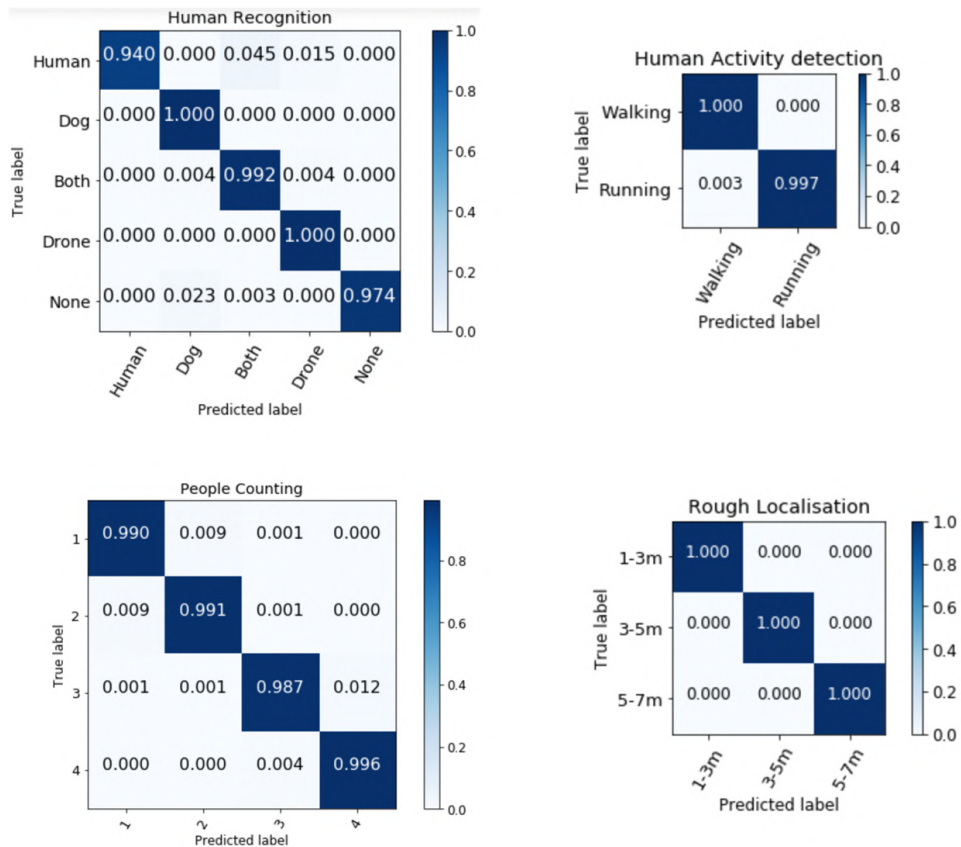 Human Recognition
Human 0.940 0.000 0.045 0.015 0.000
Dog 0.000 1.000 0.000 0.000 0.000
Both 0.000 0.004 0.992 0.004 0.000
Drone 0.000 0.000 0.000 1.000 0.000
None 0.000 0.023 0.003 0.000 0.974
Human Dog Both Drone None
True label
Predicted label
1.0
0.8
0.6
0.4
0.2
0.0
Human Activity detection
Walking 1.000 0.000
Running 0.003 0.997
Walking Running
True label
Predicted label
1.0
0.8
0.6
0.4
0.2
0.0
People Counting
1 0.990 0.009 0.001 0.000
2 0.009 0.991 0.001 0.000
3 0.001 0.001 0.987 0.012
4 0.000 0.000 0.004 0.996
1 2 3 4
True label
Predicted label
0.8
0.6
0.4
0.2
0.0
Rough Localisation
1-3m 1.000 0.000 0.000
3-5m 0.000 1.000 0.000
5-7m 0.000 0.000 1.000
1-3m 3-5m 5-7m
True label
Predicted label
1.0
0.8
0.6
0.4
0.2
0.0